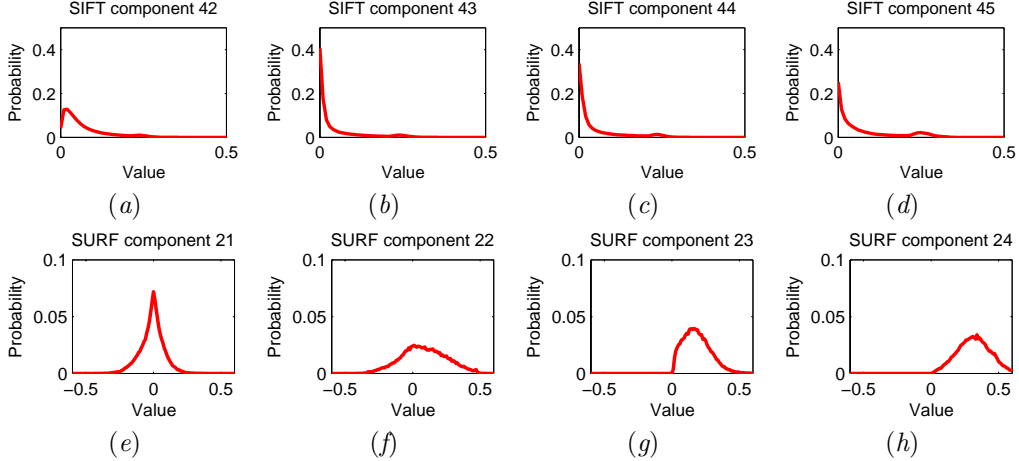 SIFT component 42
Probability
0.4
0.2
0
0
0.5
Value
(a)
SIFT component 43
Probability
0.4
0.2
0
0
0.5
Value
(b)
SIFT component 44
Probability
0.4
0.2
0
0
0.5
Value
(c)
SIFT component 45
Probability
0.4
0.2
0
0
0.5
Value
(d)
SURF component 21
Probability
0.1
0.05
0
−0.5
0
0.5
Value
(e)
SURF component 22
Probability
0.1
0.05
0
−0.5
0
0.5
Value
(f)
SURF component 23
Probability
0.1
0.05
0
−0.5
0
0.5
Value
(g)
SURF component 24
Probability
0.1
0.05
0
−0.5
0
0.5
Value
(h)